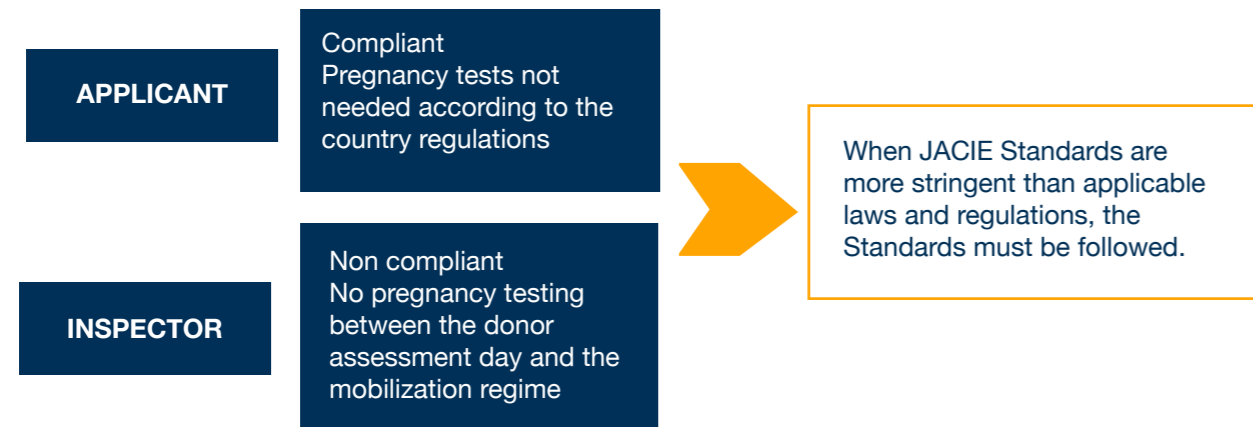 APPLICANT
Compliant
Pregnancy tests not
needed according to the
country regulations
INSPECTOR
Non compliant
No pregnancy testing
between the donor
assessment day and the
mobilization regime
When JACIE Standards are
more stringent than applicable
laws and regulations, the
Standards must be followed.